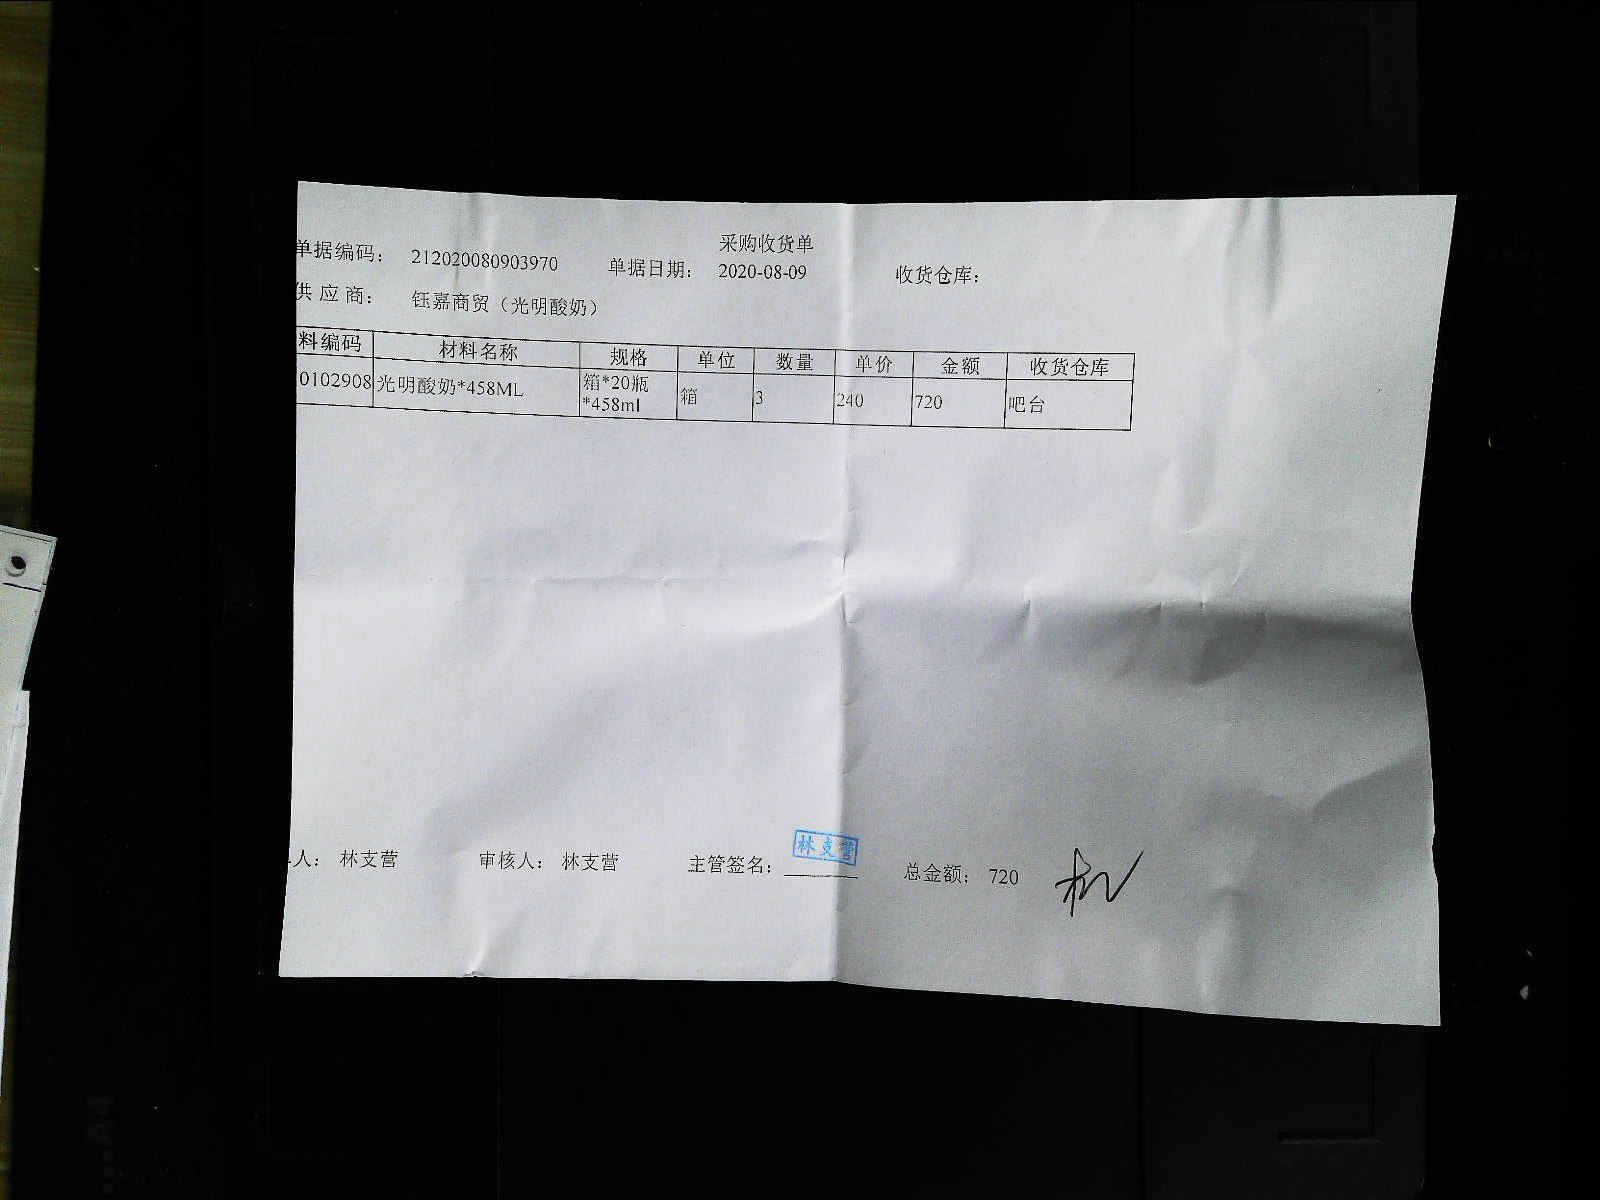 采购收货单
单据编码： 212020080903970 单据日期： 2020-08-09 收货仓库：
供 应 商： 钰嘉商贸（光明酸奶）
料编码 材料名称 规格 单位 数量 单价 金额 收货仓库
0102908 光明酸奶*458ML 箱*20瓶*458ml 箱 3 240 720 吧台
人： 林支营 审核人： 林支营 主管签名： 林支营 总金额： 720